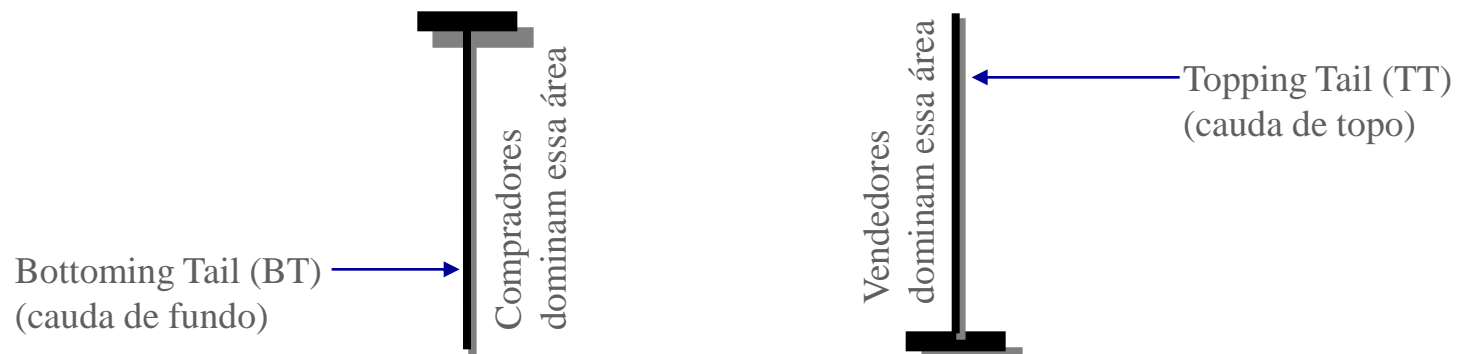 Bottoming Tail (BT)
(cauda de fundo)
Compradores
dominam essa área
Vendedores
dominam essa área
Topping Tail (TT)
(cauda de topo)